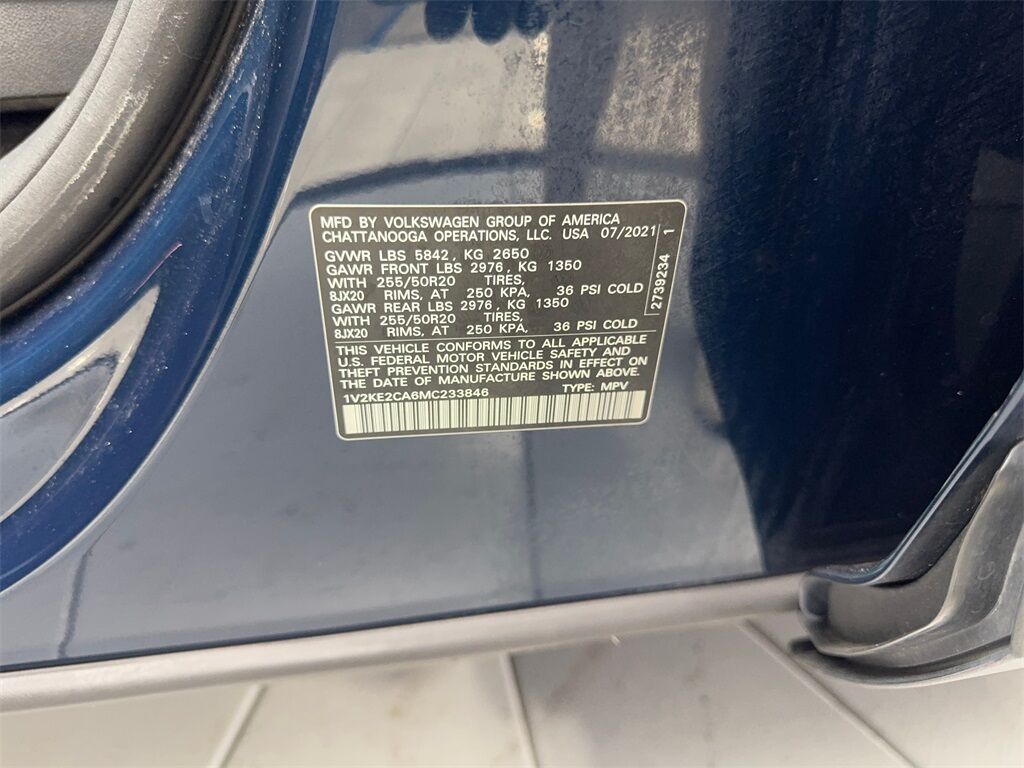 MFD BY VOLKSWAGEN GROUP OF AMERICA
CHATTANOOGA OPERATIONS, LLC. USA 07/2021
GVWR LBS 5842, KG 2650
GAWR FRONT LBS 2976, KG 1350
WITH 255/50R20 TIRES,
8JX20 RIMS, AT 250 KPA, 36 PSI COLD
GAWR REAR LBS 2976, KG 1350
WITH 255/50R20 TIRES,
8JX20 RIMS, AT 250 KPA, 36 PSI COLD
THIS VEHICLE CONFORMS TO ALL APPLICABLE
U.S. FEDERAL MOTOR VEHICLE SAFETY AND
THEFT PREVENTION STANDARDS IN EFFECT ON
THE DATE OF MANUFACTURE SHOWN ABOVE.
1V2KE2CA6MC233846 TYPE: MPV
2739234 1